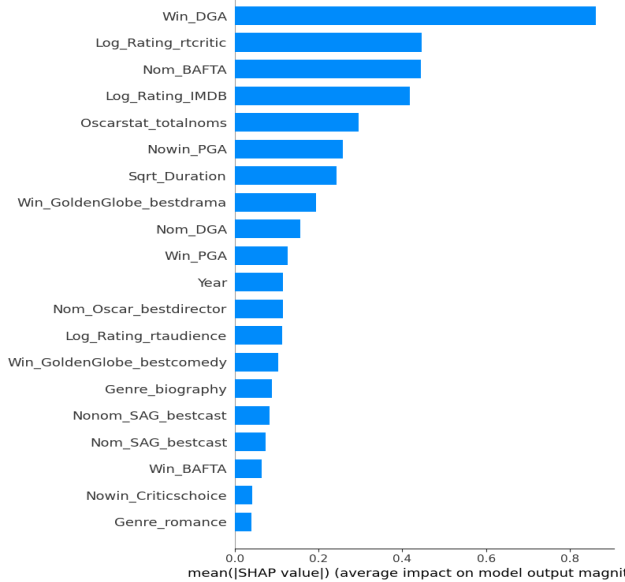 Win_DGA
Log_Rating_rtcritic
Nom_BAFTA
Log_Rating_IMDB
Oscarstat_totalnoms
Nowin_PGA
Sqrt_Duration
Win_GoldenGlobe_bestdrama
Nom_DGA
Win_PGA
Year
Nom_Oscar_bestdirector
Log_Rating_rtaudience
Win_GoldenGlobe_bestcomedy
Genre_biography
Nonom_SAG_bestcast
Nom_SAG_bestcast
Win_BAFTA
Nowin_Criticschoice
Genre_romance
0.0 0.2 0.4 0.6 0.8
mean(|SHAP value|) (average impact on model output magnit